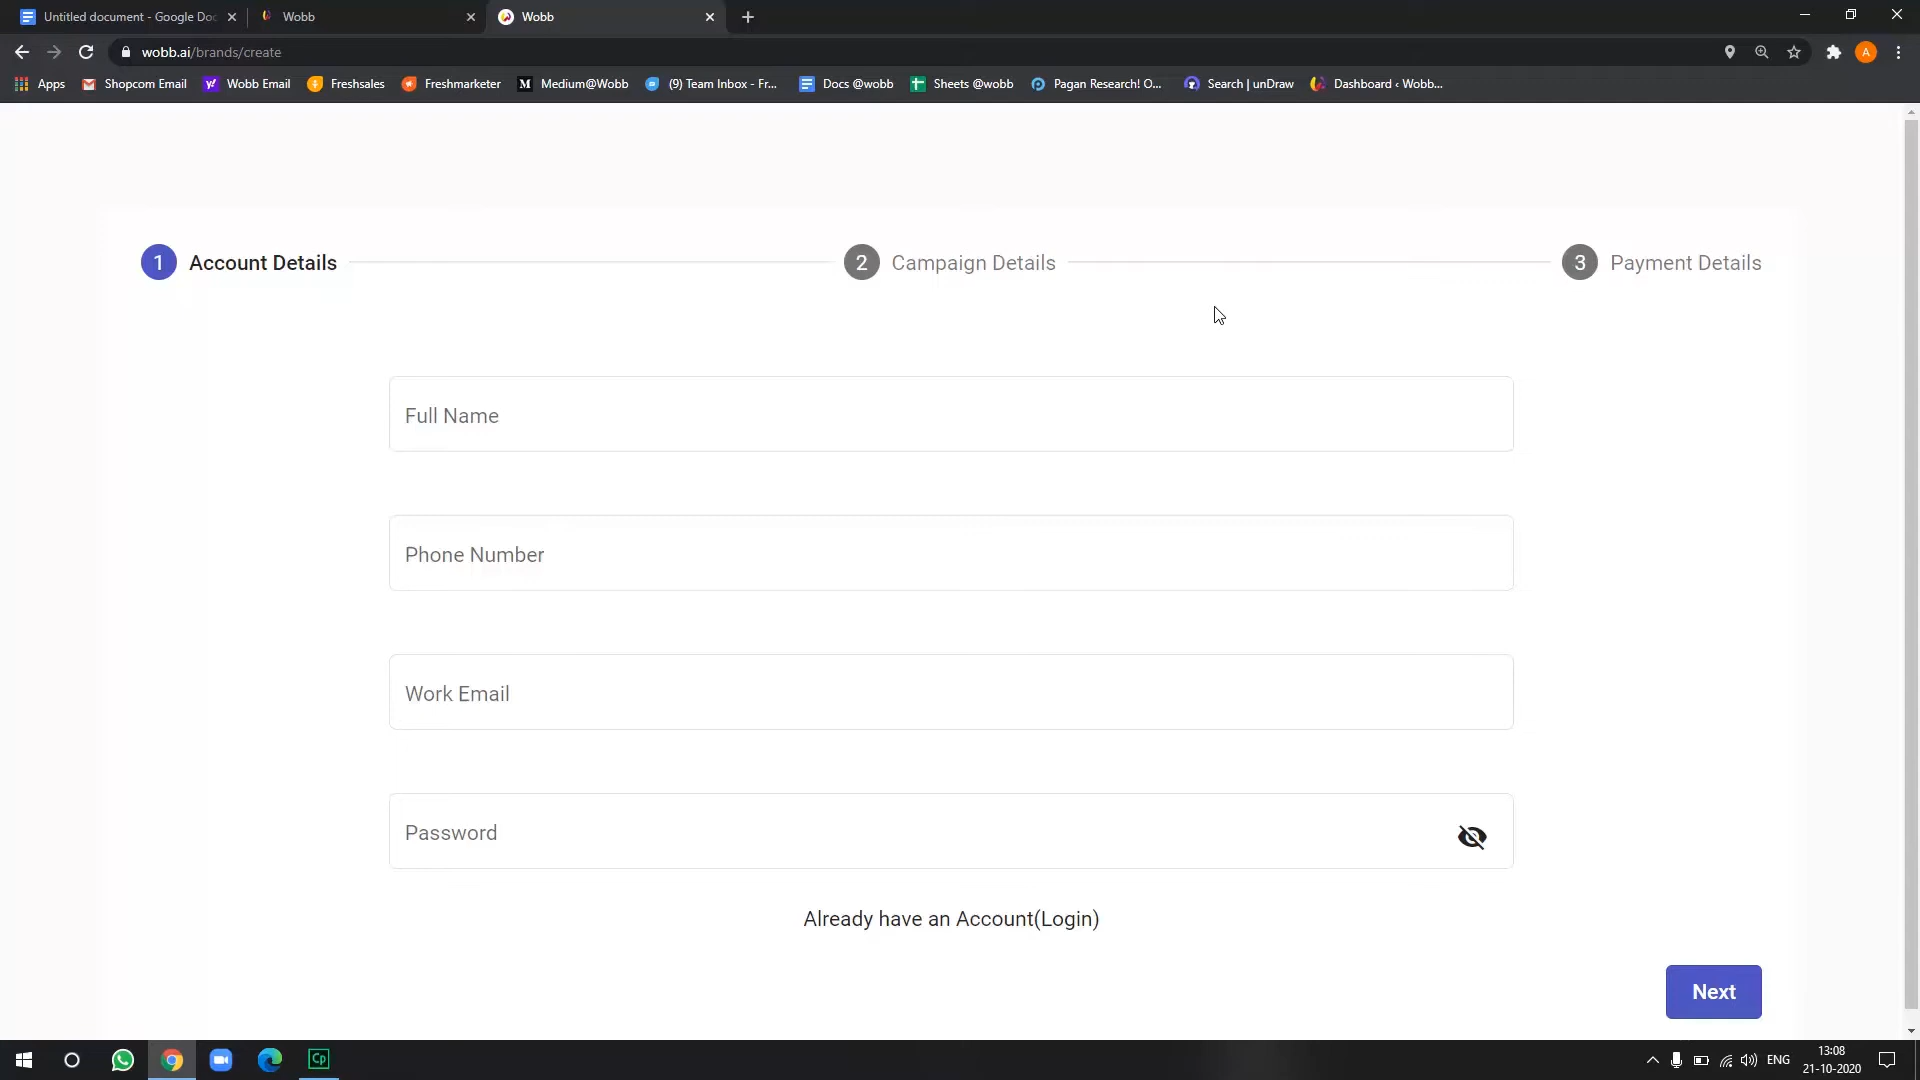 Untitled document - Google Doc
Wobb
Wobb
wobb.ai/brands/create
A
Apps
Shopcom Email
Wobb Email
Freshsales
Freshmarketer
M Medium@Wobb
(9) Team Inbox - Fr...
Docs @wobb
Sheets @wobb
Pagan Research! O...
Search | unDraw
Dashboard ‹ Wobb...
1 Account Details
2 Campaign Details
3 Payment Details
Full Name
Phone Number
Work Email
Password
Already have an Account(Login)
Next
Cp
ENG
13:08
21-10-2020